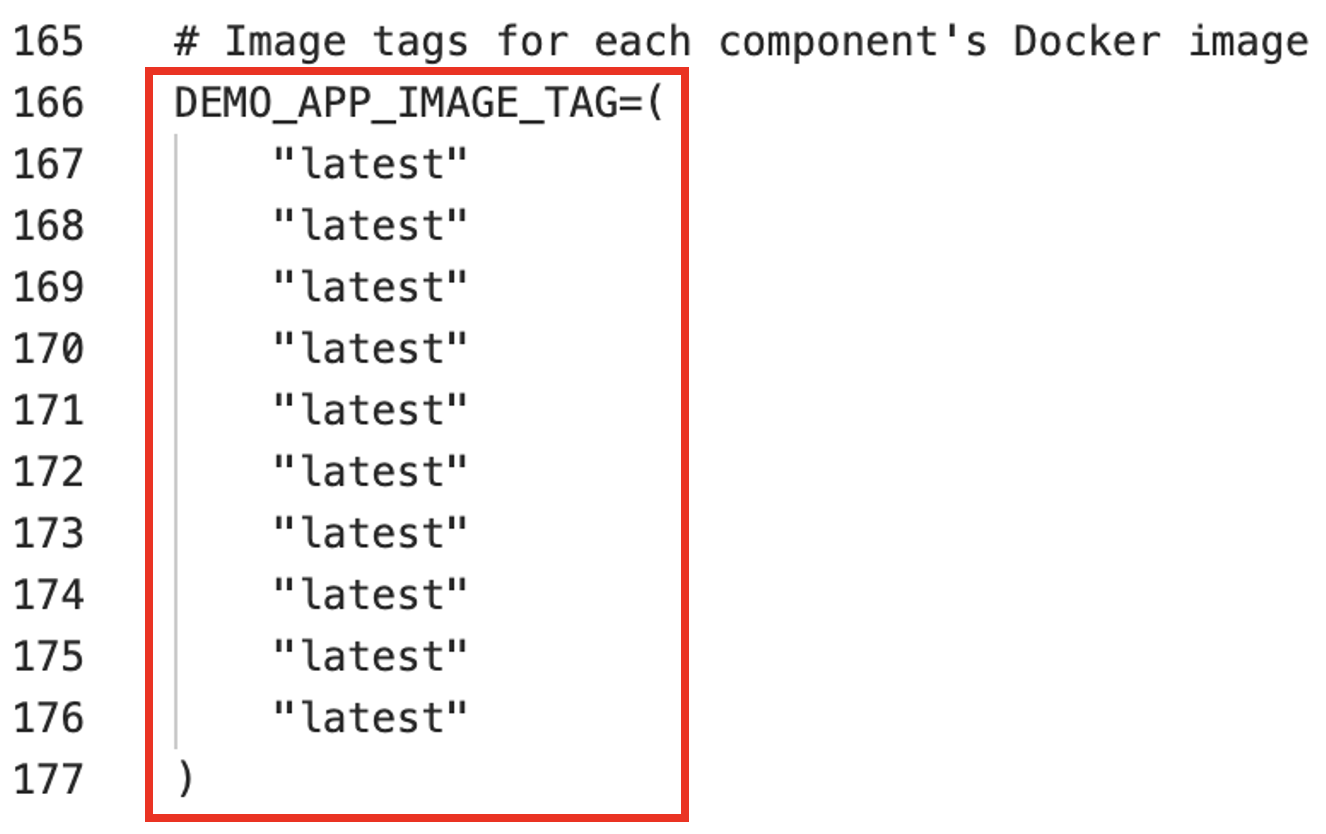 165 # Image tags for each component's Docker image
166 DEMO_APP_IMAGE_TAG=(
167 "latest"
168 "latest"
169 "latest"
170 "latest"
171 "latest"
172 "latest"
173 "latest"
174 "latest"
175 "latest"
176 "latest"
177 )